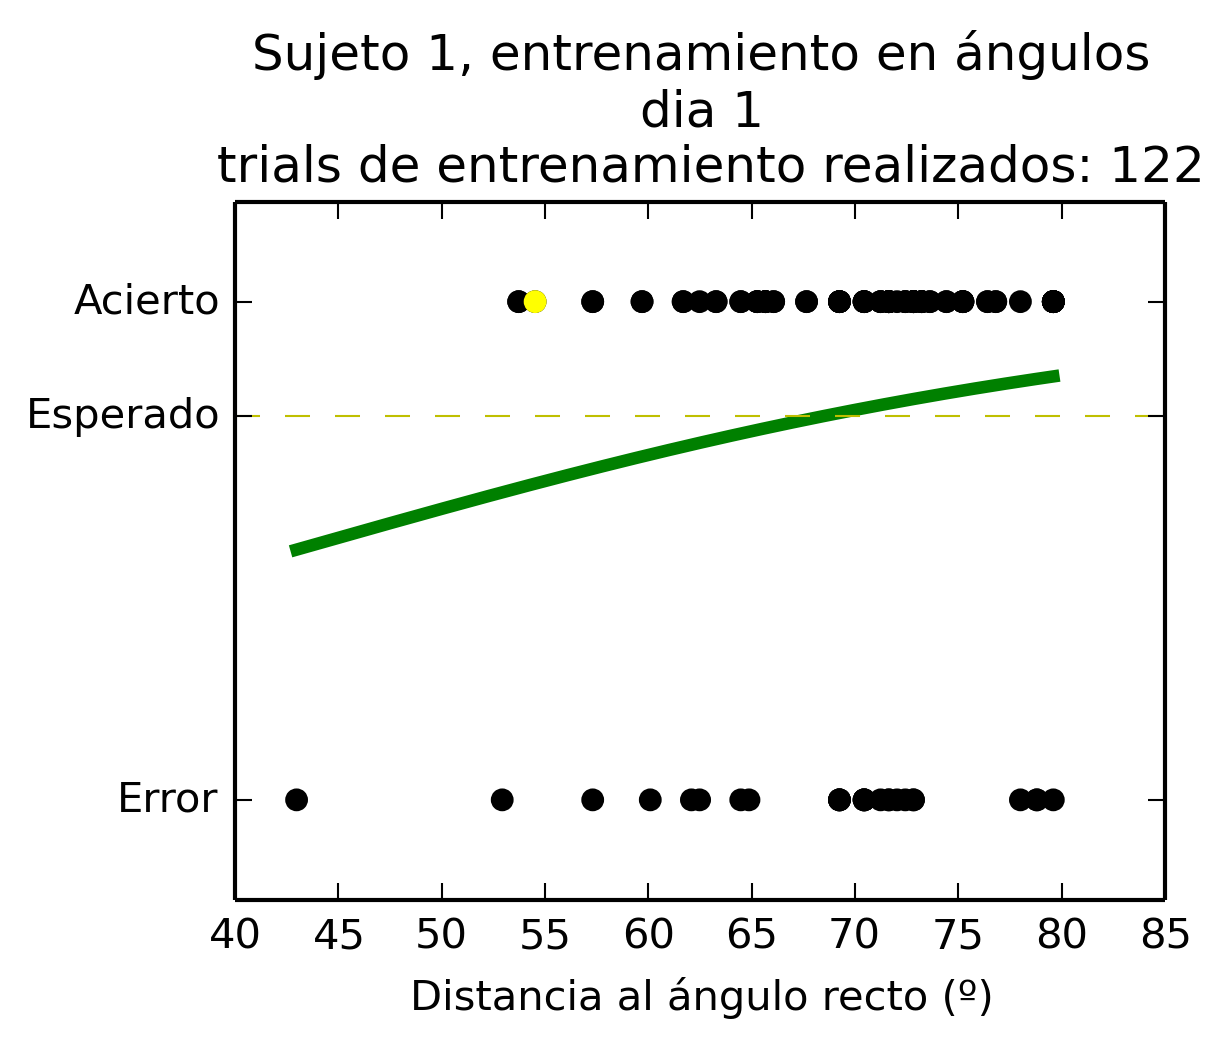 Sujeto 1, entrenamiento en ángulos
dia 1
trials de entrenamiento realizados: 122
Acierto
Esperado
Error
40 45 50 55 60 65 70 75 80 85
Distancia al ángulo recto (º)